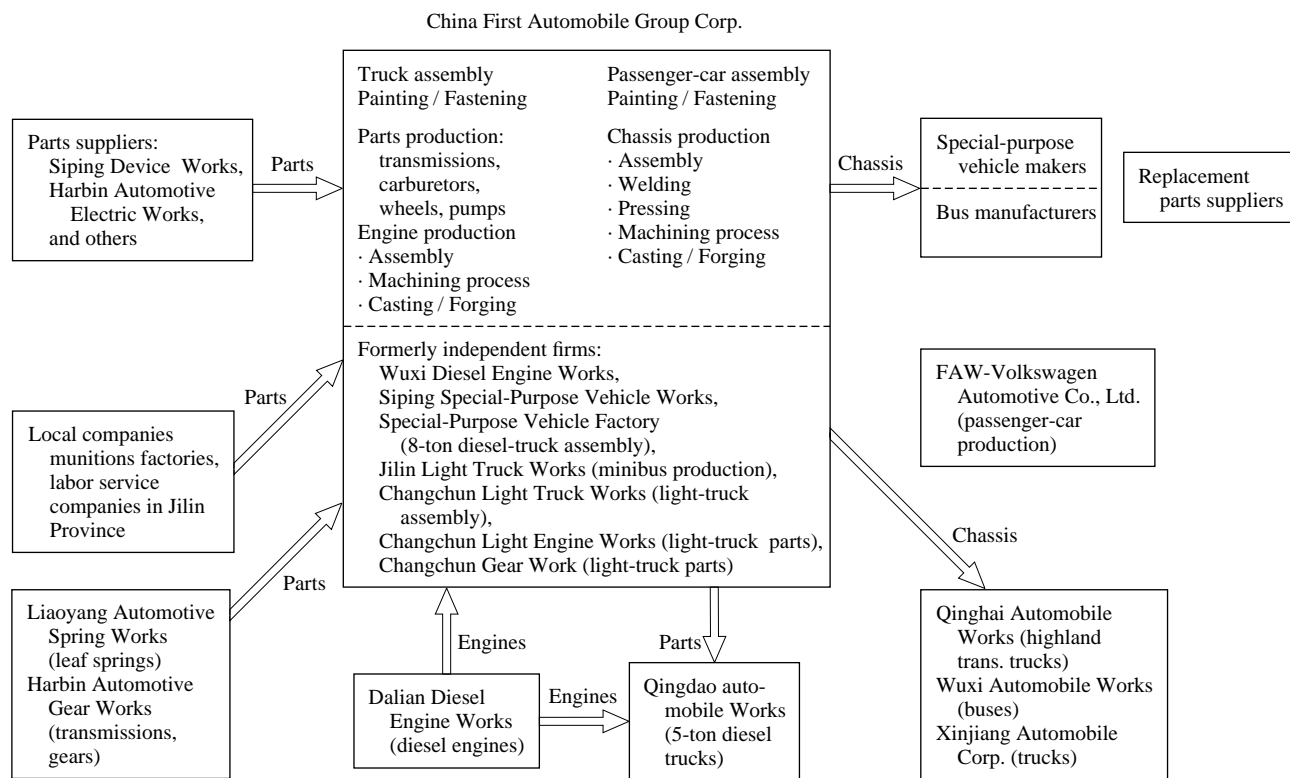 China First Automobile Group Corp.
Truck assembly
Painting / Fastening
Parts production:
transmissions,
carburetors,
wheels, pumps
Engine production
· Assembly
· Machining process
· Casting / Forging
Passenger-car assembly
Painting / Fastening
Chassis production
· Assembly
· Welding
· Pressing
· Machining process
· Casting / Forging
Parts suppliers:
Siping Device Works,
Harbin Automotive
Electric Works,
and others
Parts
Chassis
Special-purpose
vehicle makers
Bus manufacturers
Replacement
parts suppliers
Formerly independent firms:
Wuxi Diesel Engine Works,
Siping Special-Purpose Vehicle Works,
Special-Purpose Vehicle Factory
(8-ton diesel-truck assembly),
Jilin Light Truck Works (minibus production),
Changchun Light Truck Works (light-truck
assembly),
Changchun Light Engine Works (light-truck parts),
Changchun Gear Work (light-truck parts)
FAW-Volkswagen
Automotive Co., Ltd.
(passenger-car
production)
Parts
Local companies
munitions factories,
labor service
companies in Jilin
Province
Parts
Chassis
Liaoyang Automotive
Spring Works
(leaf springs)
Harbin Automotive
Gear Works
(transmissions,
gears)
Engines
Parts
Dalian Diesel
Engine Works
(diesel engines)
Engines
Qingdao auto-
mobile Works
(5-ton diesel
trucks)
Qinghai Automobile
Works (highland
trans. trucks)
Wuxi Automobile Works
(buses)
Xinjiang Automobile
Corp. (trucks)